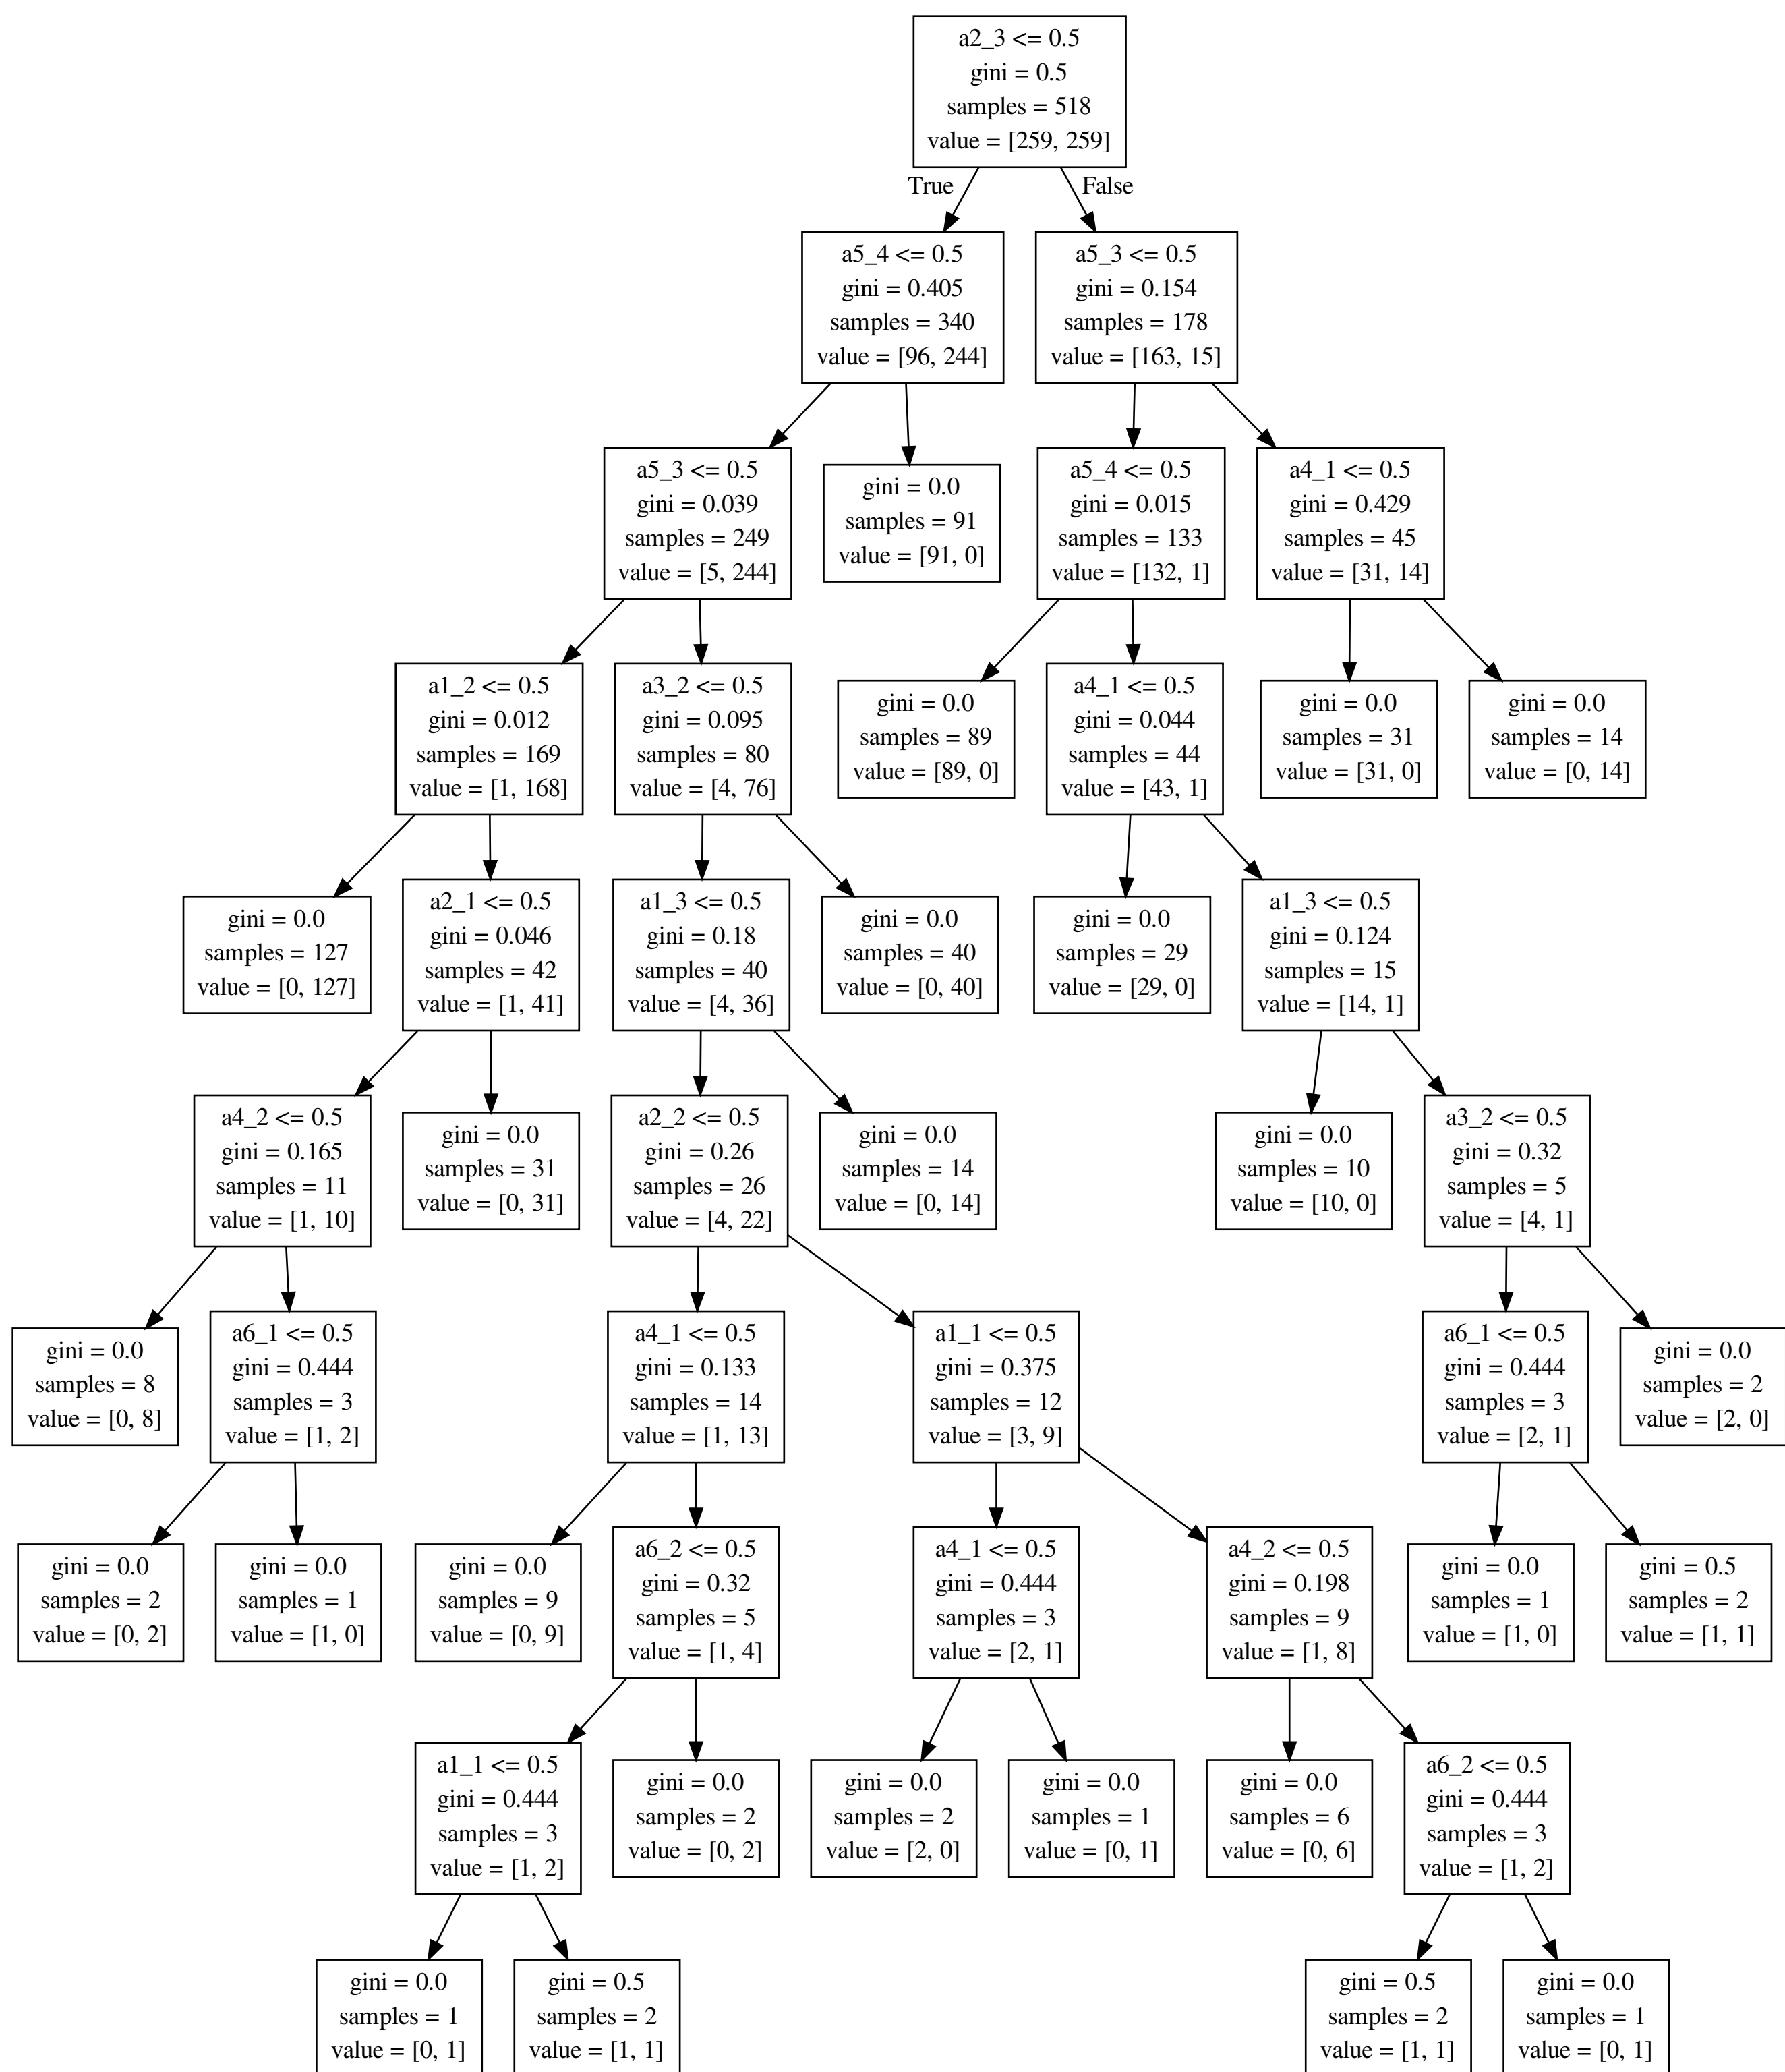 a2_3 <= 0.5
gini = 0.5
samples = 518
value = [259, 259]
True
False
a5_4 <= 0.5
gini = 0.405
samples = 340
value = [96, 244]
a5_3 <= 0.5
gini = 0.154
samples = 178
value = [163, 15]
a5_3 <= 0.5
gini = 0.039
samples = 249
value = [5, 244]
gini = 0.0
samples = 91
value = [91, 0]
a5_4 <= 0.5
gini = 0.015
samples = 133
value = [132, 1]
a4_1 <= 0.5
gini = 0.429
samples = 45
value = [31, 14]
a1_2 <= 0.5
gini = 0.012
samples = 169
value = [1, 168]
a3_2 <= 0.5
gini = 0.095
samples = 80
value = [4, 76]
gini = 0.0
samples = 89
value = [89, 0]
a4_1 <= 0.5
gini = 0.044
samples = 44
value = [43, 1]
gini = 0.0
samples = 31
value = [31, 0]
gini = 0.0
samples = 14
value = [0, 14]
gini = 0.0
samples = 127
value = [0, 127]
a2_1 <= 0.5
gini = 0.046
samples = 42
value = [1, 41]
a1_3 <= 0.5
gini = 0.18
samples = 40
value = [4, 36]
gini = 0.0
samples = 40
value = [0, 40]
gini = 0.0
samples = 29
value = [29, 0]
a1_3 <= 0.5
gini = 0.124
samples = 15
value = [14, 1]
a4_2 <= 0.5
gini = 0.165
samples = 11
value = [1, 10]
gini = 0.0
samples = 31
value = [0, 31]
a2_2 <= 0.5
gini = 0.26
samples = 26
value = [4, 22]
gini = 0.0
samples = 14
value = [0, 14]
gini = 0.0
samples = 10
value = [10, 0]
a3_2 <= 0.5
gini = 0.32
samples = 5
value = [4, 1]
gini = 0.0
samples = 8
value = [0, 8]
a6_1 <= 0.5
gini = 0.444
samples = 3
value = [1, 2]
a4_1 <= 0.5
gini = 0.133
samples = 14
value = [1, 13]
a1_1 <= 0.5
gini = 0.375
samples = 12
value = [3, 9]
a6_1 <= 0.5
gini = 0.444
samples = 3
value = [2, 1]
gini = 0.0
samples = 2
value = [2, 0]
gini = 0.0
samples = 2
value = [0, 2]
gini = 0.0
samples = 1
value = [1, 0]
gini = 0.0
samples = 9
value = [0, 9]
a6_2 <= 0.5
gini = 0.32
samples = 5
value = [1, 4]
a4_1 <= 0.5
gini = 0.444
samples = 3
value = [2, 1]
a4_2 <= 0.5
gini = 0.198
samples = 9
value = [1, 8]
gini = 0.0
samples = 1
value = [1, 0]
gini = 0.5
samples = 2
value = [1, 1]
a1_1 <= 0.5
gini = 0.444
samples = 3
value = [1, 2]
gini = 0.0
samples = 2
value = [0, 2]
gini = 0.0
samples = 2
value = [2, 0]
gini = 0.0
samples = 1
value = [0, 1]
gini = 0.0
samples = 6
value = [0, 6]
a6_2 <= 0.5
gini = 0.444
samples = 3
value = [1, 2]
gini = 0.0
samples = 1
value = [0, 1]
gini = 0.5
samples = 2
value = [1, 1]
gini = 0.5
samples = 2
value = [1, 1]
gini = 0.0
samples = 1
value = [0, 1]